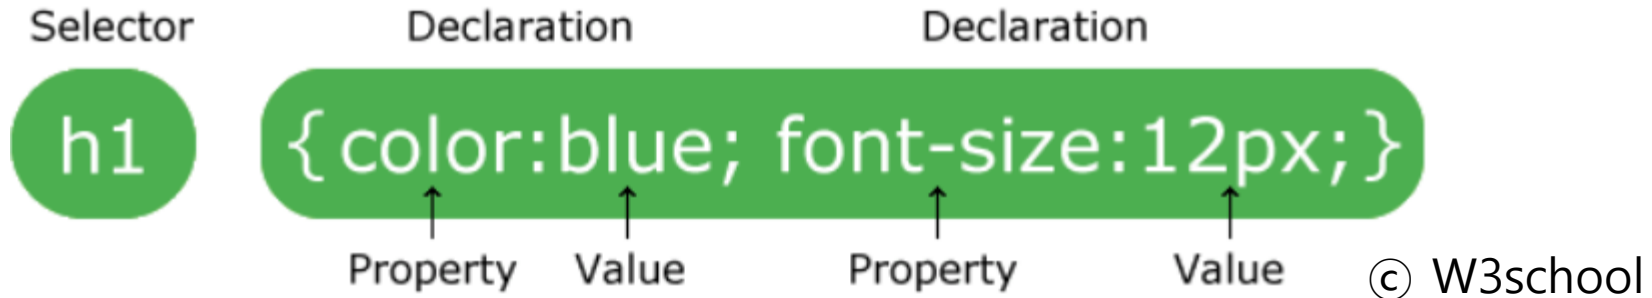 Selector Declaration Declaration
h1 {color:blue; font-size:12px;}
Property Value Property Value
ⓒ W3school